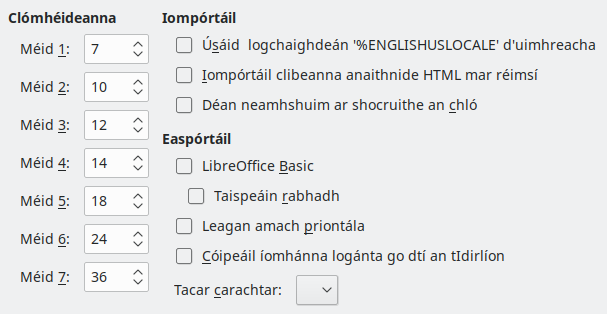 Clómhéideanna
Méid 1: 7
Méid 2: 10
Méid 3: 12
Méid 4: 14
Méid 5: 18
Méid 6: 24
Méid 7: 36
Iompórtáil
Úsáid logchaighdeán '%ENGLISHUSLOCALE' d'uimhreacha
Iompórtáil clibeanna anaithnide HTML mar réimsí
Déan neamhshuim ar shocruithe an chló
Easpórtáil
LibreOffice Basic
Taispeáin rabhadh
Leagan amach priontála
Cóipeáil íomhánna logánta go dtí an tIdirlíon
Tacar carachtar: